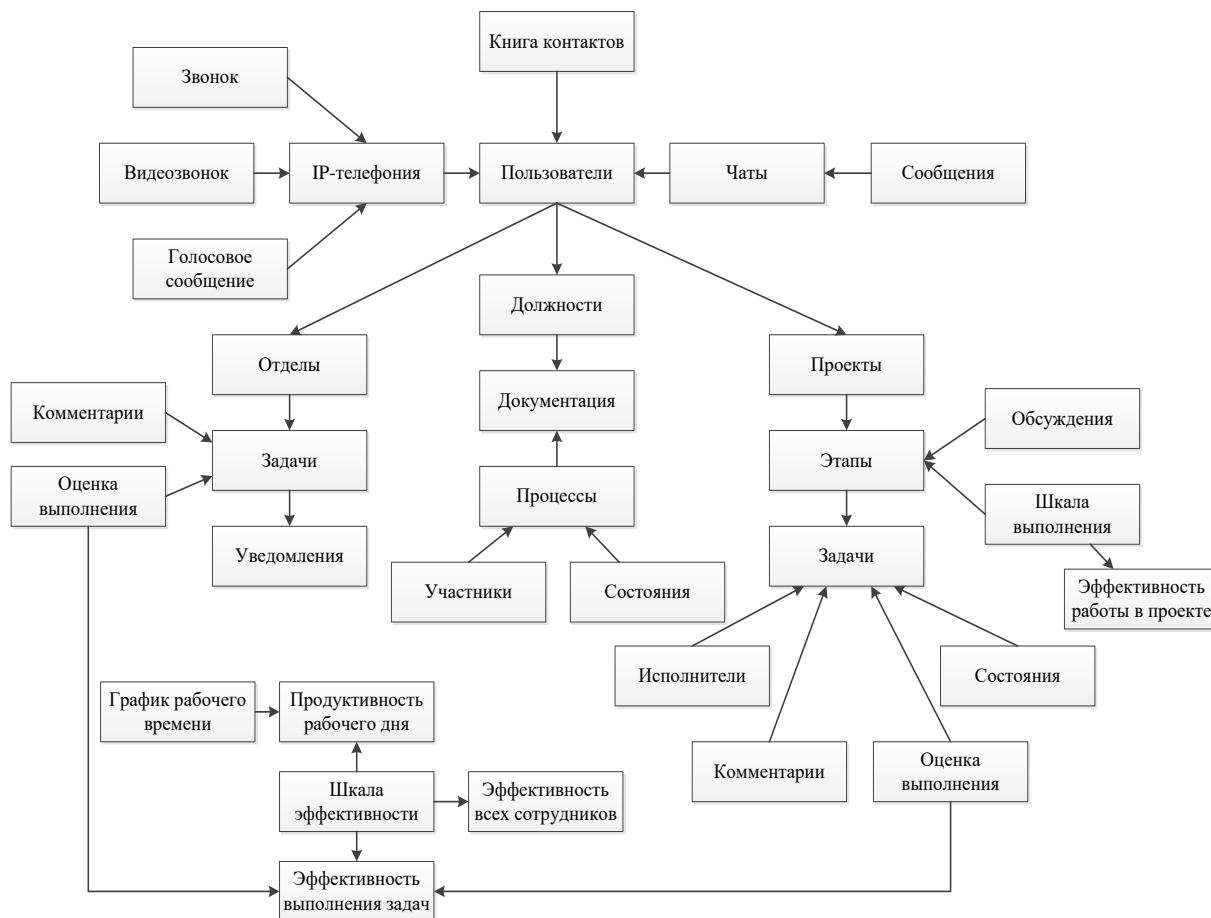 Книга контактов
Звонок
Видеозвонок
IP-телефония
Пользователи
Чаты
Сообщения
Голосовое
сообщение
Должности
Отделы
Проекты
Комментарии
Документация
Обсуждения
Задачи
Этапы
Оценка
выполнения
Процессы
Шкала
выполнения
Уведомления
Задачи
Участники
Состояния
Эффективность
работы в проекте
Исполнители
Состояния
График рабочего
времени
Продуктивность
рабочего дня
Комментарии
Оценка
выполнения
Шкала
эффективности
Эффективность
всех сотрудников
Эффективность
выполнения задач